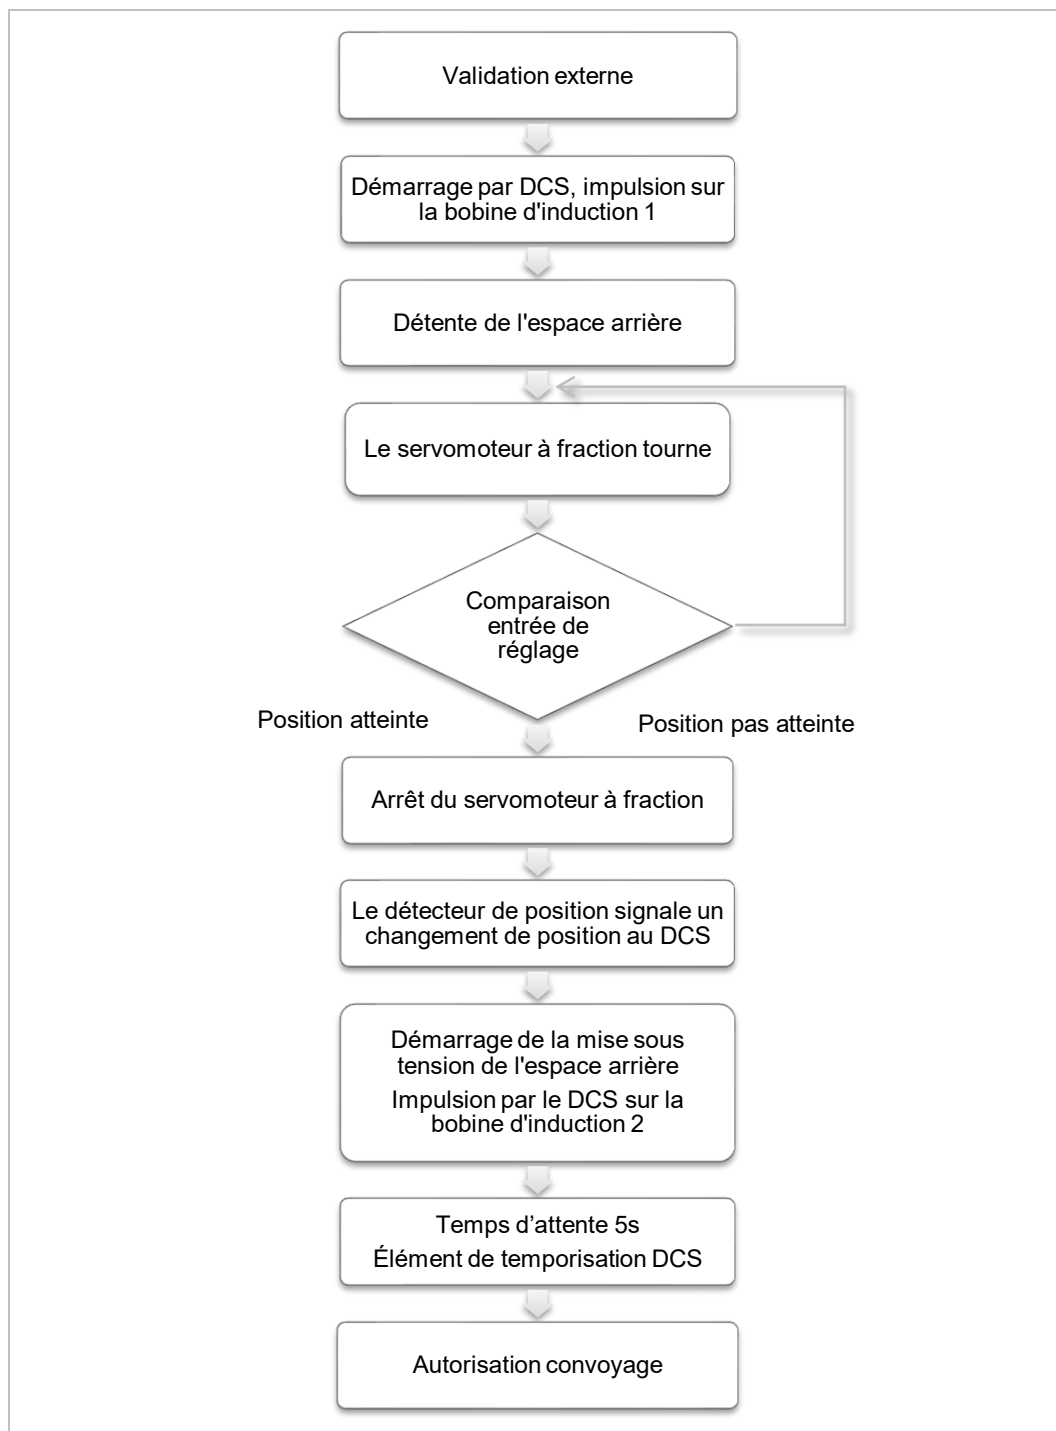 Validation externe
Démarrage par DCS, impulsion sur
la bobine d'induction 1
Détente de l'espace arrière
Le servomoteur à fraction tourne
Comparaison
entrée de
réglage
Position atteinte
Position pas atteinte
Arrêt du servomoteur à fraction
Le détecteur de position signale un
changement de position au DCS
Démarrage de la mise sous
tension de l'espace arrière
Impulsion par le DCS sur la
bobine d'induction 2
Temps d’attente 5s
Élément de temporisation DCS
Autorisation convoyage